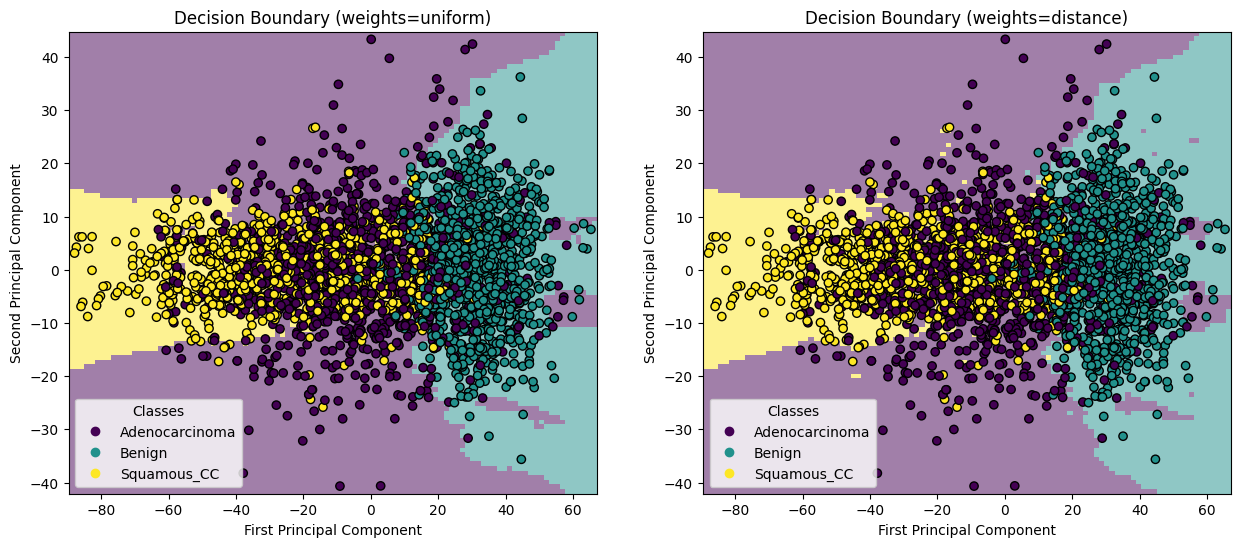 Decision Boundary (weights=uniform)
Second Principal Component
40
30
20
10
0
−10
−20
−30
−40
Classes
Adenocarcinoma
Benign
Squamous_CC
−80
−60
−40
−20
0
20
40
60
First Principal Component
Decision Boundary (weights=distance)
Second Principal Component
40
30
20
10
0
−10
−20
−30
−40
Classes
Adenocarcinoma
Benign
Squamous_CC
−80
−60
−40
−20
0
20
40
60
First Principal Component